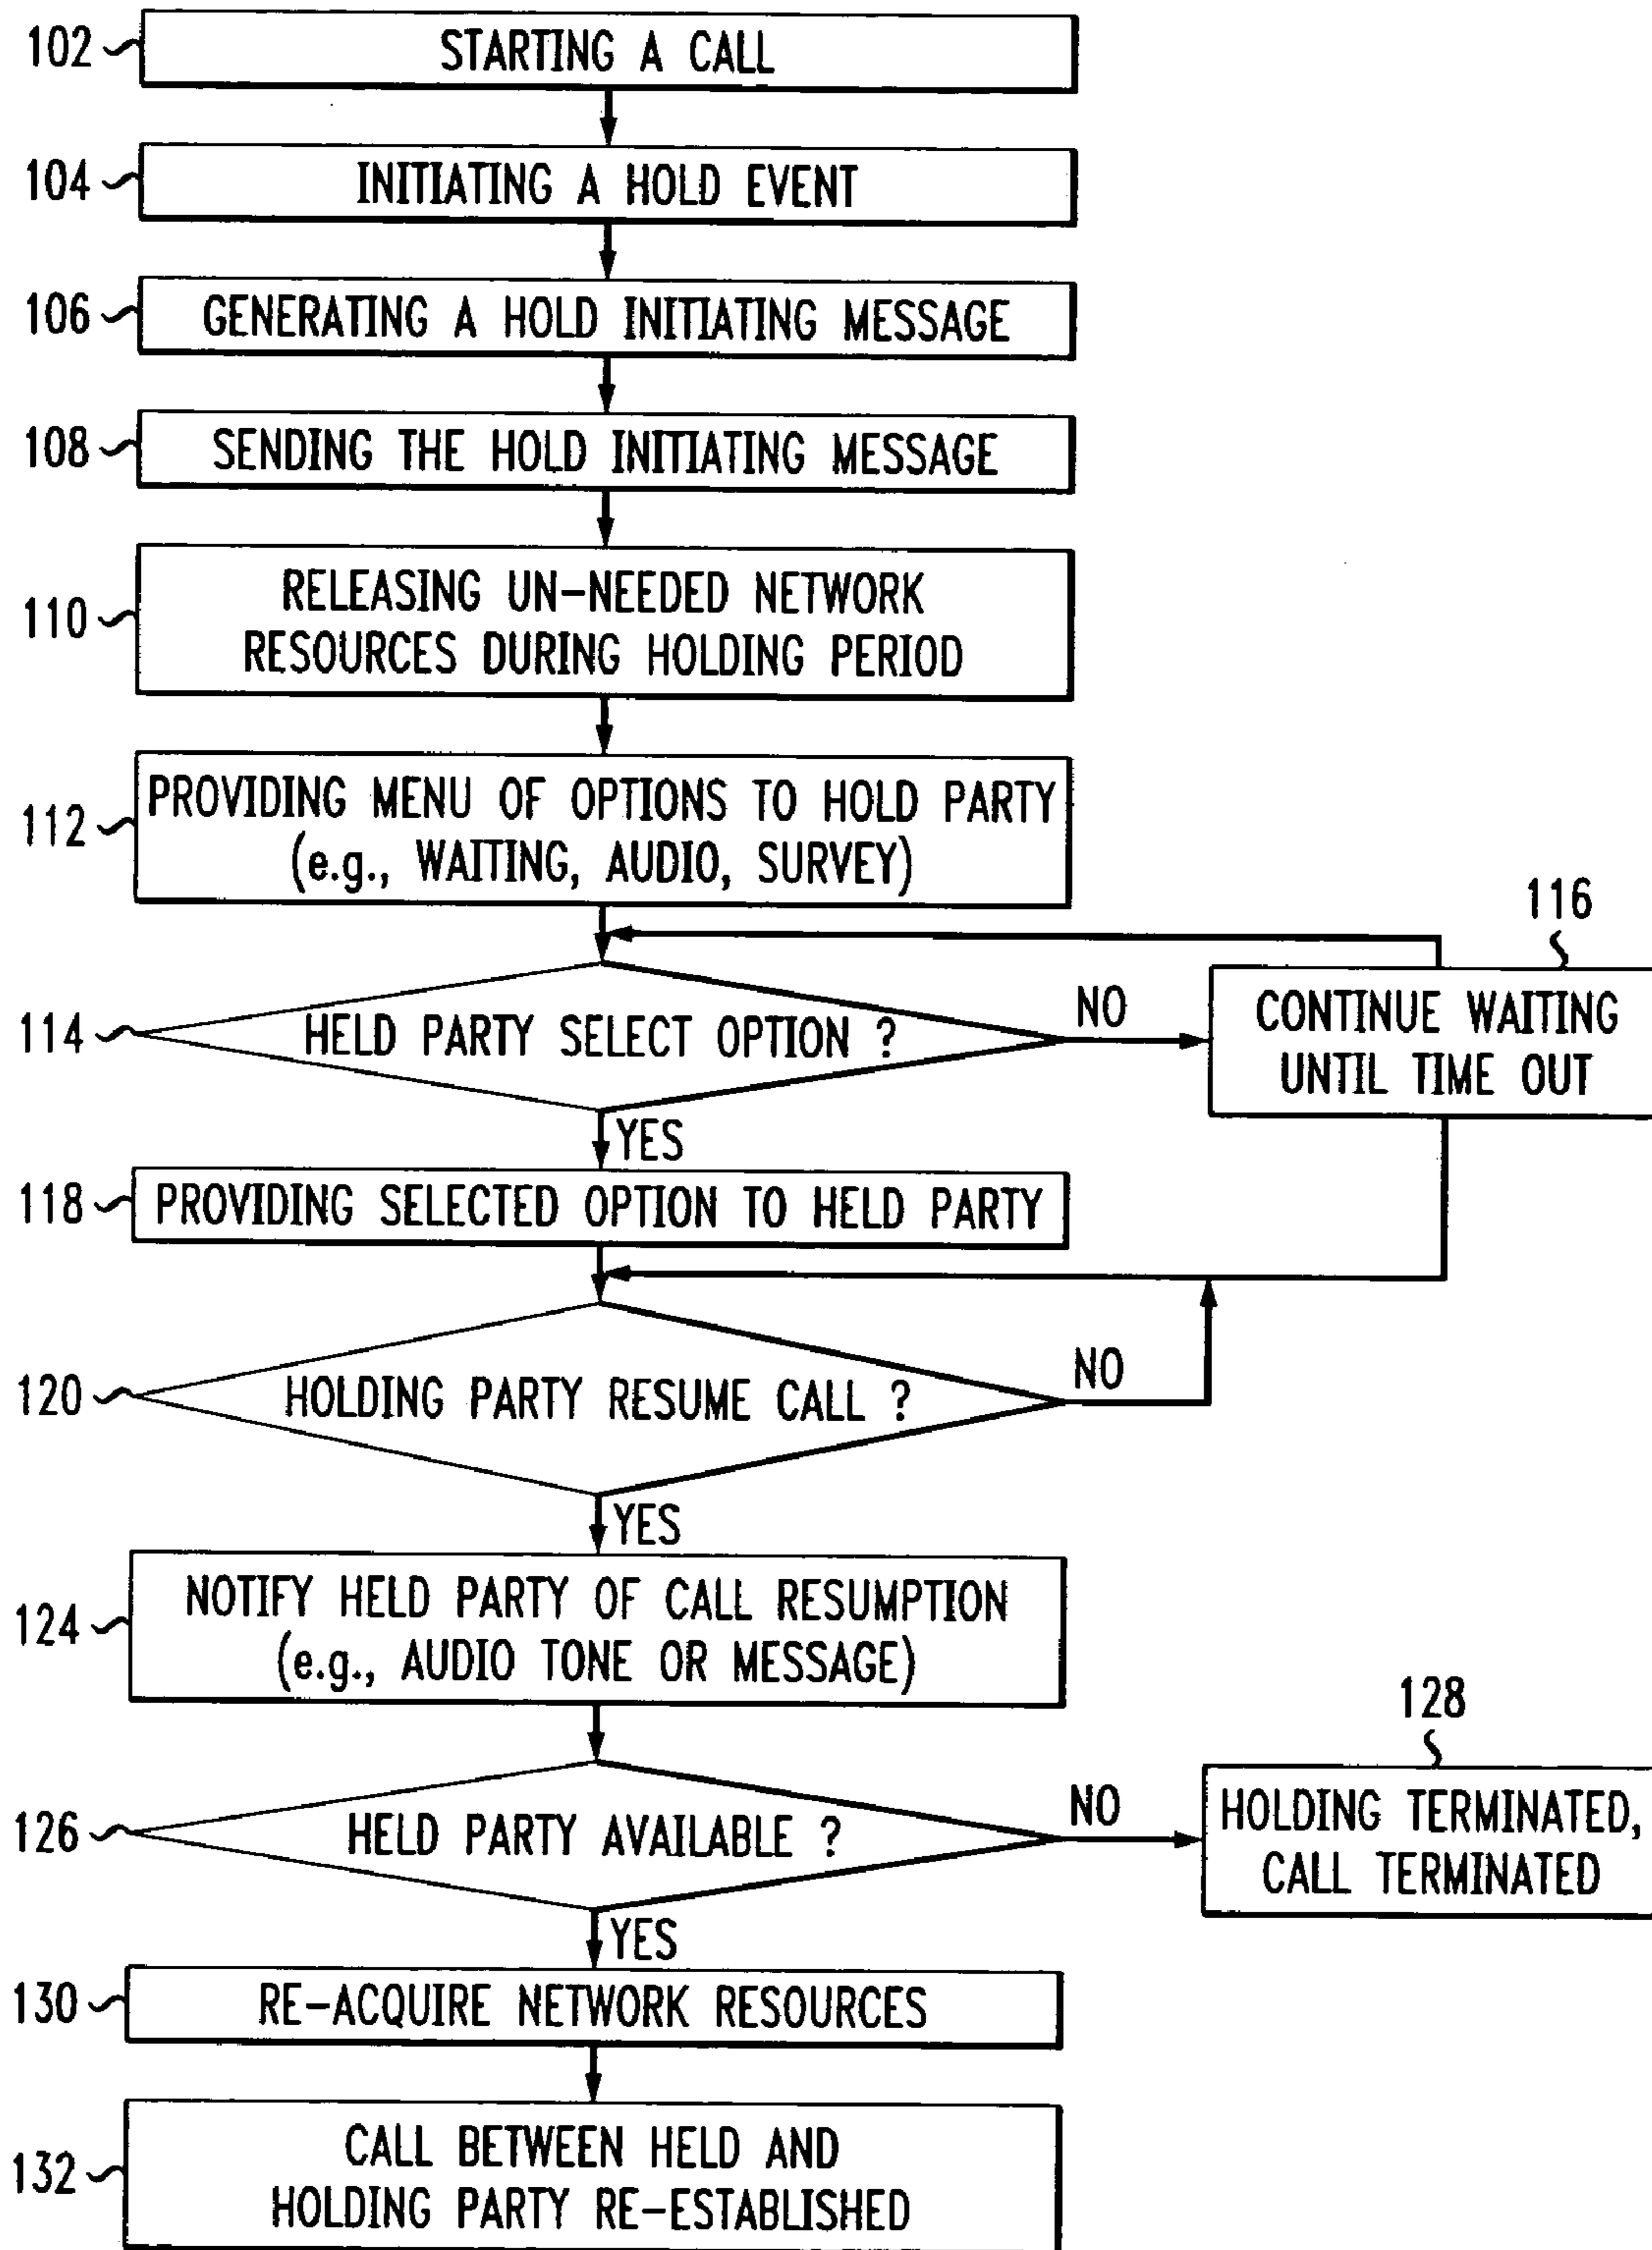 102 STARTING A CALL
104 INITIATING A HOLD EVENT
106 GENERATING A HOLD INITIATING MESSAGE
108 SENDING THE HOLD INITIATING MESSAGE
110 RELEASING UN-NEEDED NETWORK
RESOURCES DURING HOLDING PERIOD
112 PROVIDING MENU OF OPTIONS TO HOLD PARTY
(e.g., WAITING, AUDIO, SURVEY)
114 HELD PARTY SELECT OPTION ?
NO
116
CONTINUE WAITING
UNTIL TIME OUT
YES
118 PROVIDING SELECTED OPTION TO HELD PARTY
120 HOLDING PARTY RESUME CALL ?
NO
YES
124 NOTIFY HELD PARTY OF CALL RESUMPTION
(e.g., AUDIO TONE OR MESSAGE)
126 HELD PARTY AVAILABLE ?
NO
128
HOLDING TERMINATED,
CALL TERMINATED
YES
130 RE-ACQUIRE NETWORK RESOURCES
132 CALL BETWEEN HELD AND
HOLDING PARTY RE-ESTABLISHED